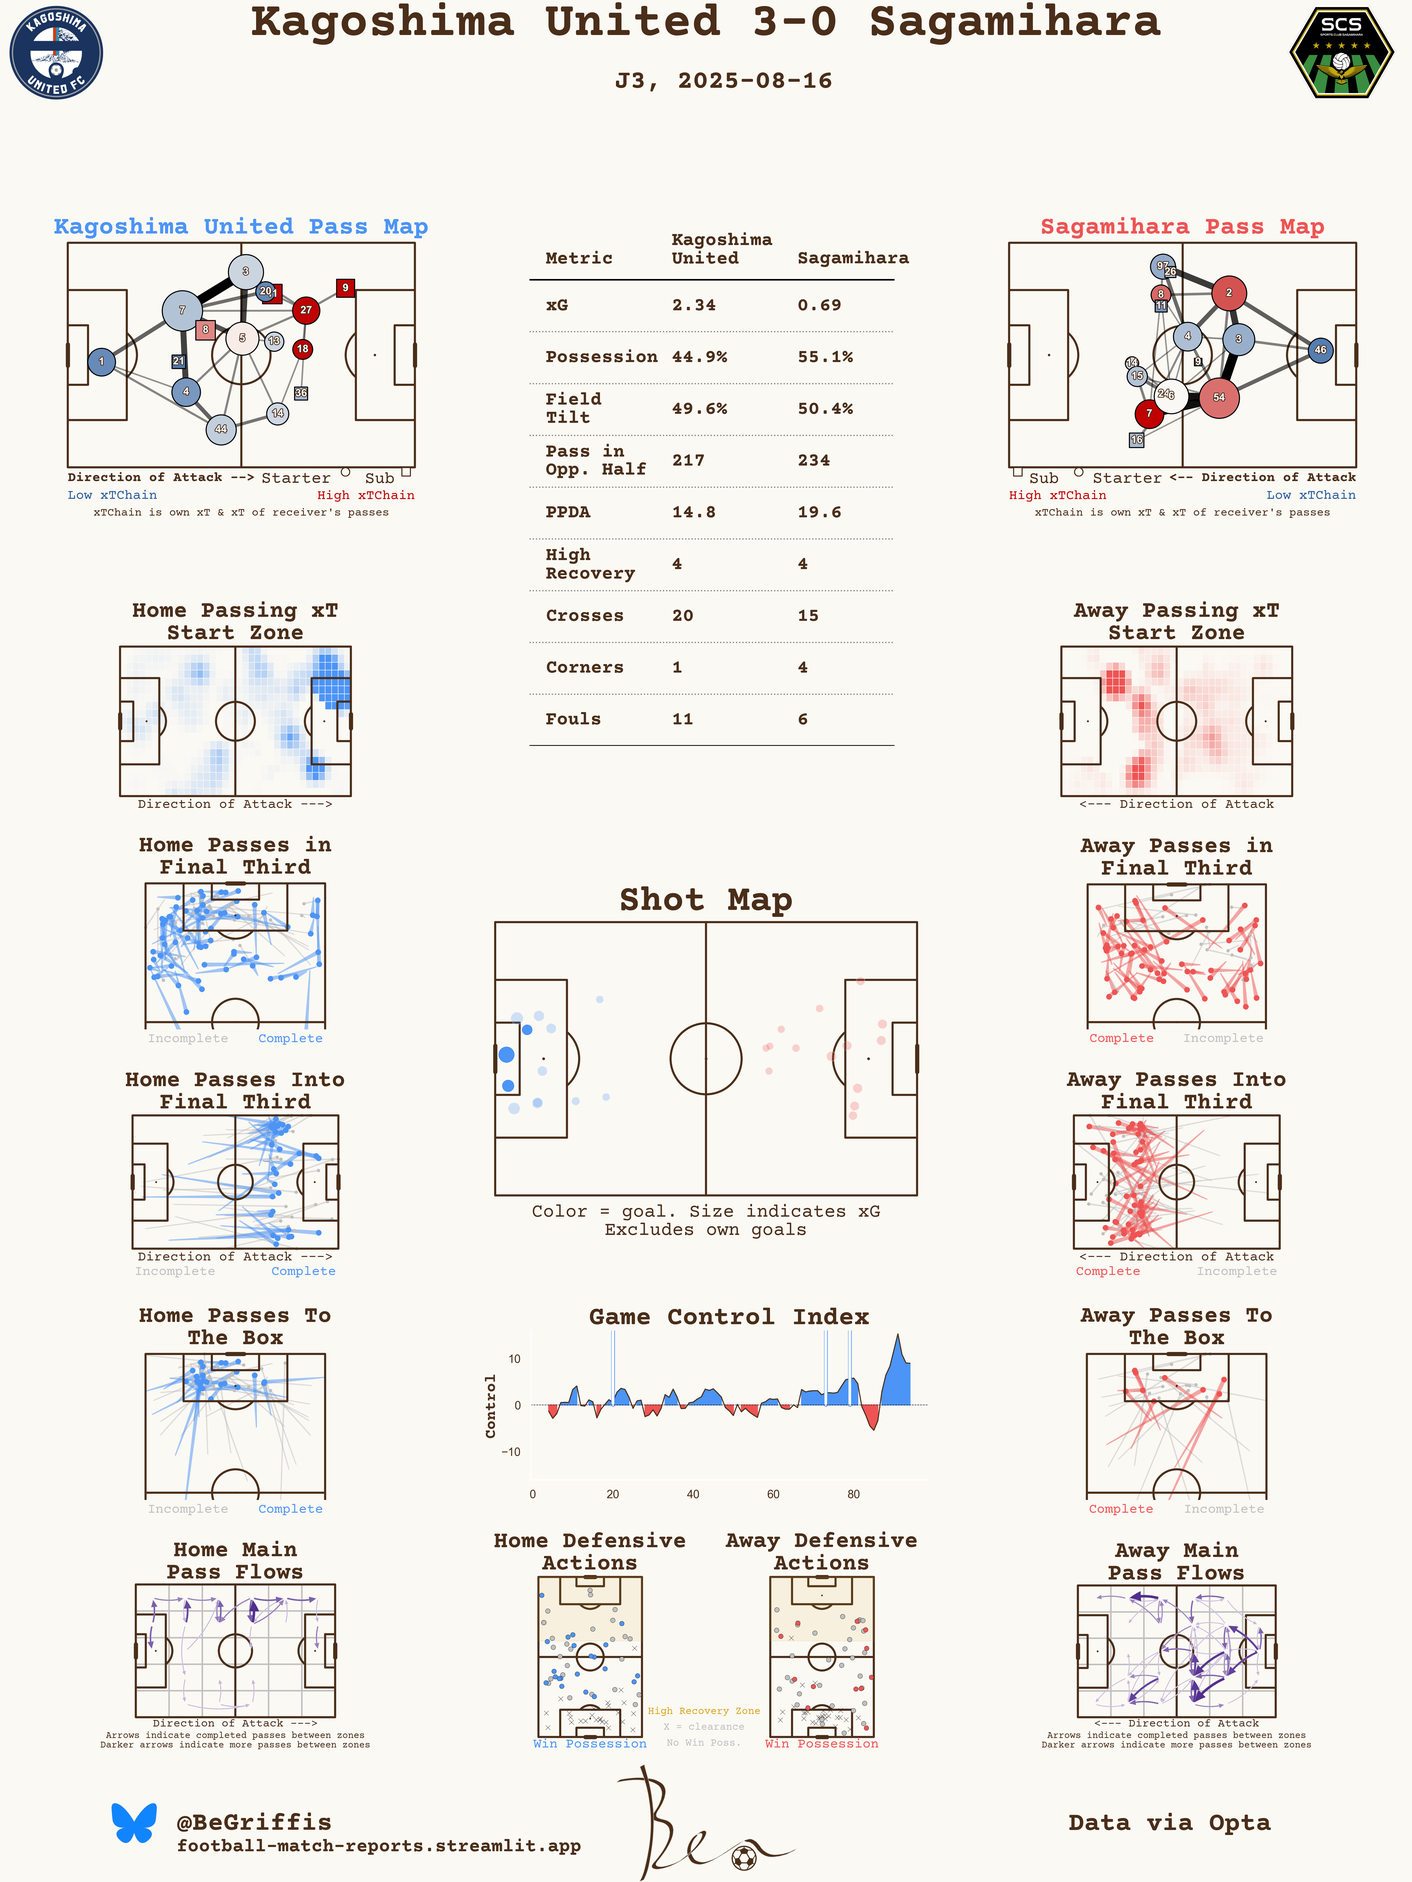 Kagoshima United 3-0 Sagamihara
J3, 2025-08-16
KAGOSHIMA
UNITED FC
SCS
SPORTS CLUB SAGAMIHARA
Kagoshima United Pass Map
3
20
9
7
27
8
5
13
18
1
21
4
36
14
44
Direction of Attack --> Starter Sub
Low xTChain High xTChain
xTChain is own xT & xT of receiver's passes
Metric Kagoshima United Sagamihara
xG 2.34 0.69
Possession 44.9% 55.1%
Field Tilt 49.6% 50.4%
Pass in Opp. Half 217 234
PPDA 14.8 19.6
High Recovery 4 4
Crosses 20 15
Corners 1 4
Fouls 11 6
Sagamihara Pass Map
97
26
8
2
11
4
3
46
14
9
15
24
6
54
7
16
Sub Starter <-- Direction of Attack
High xTChain Low xTChain
xTChain is own xT & xT of receiver's passes
Home Passing xT
Start Zone
Direction of Attack --->
Away Passing xT
Start Zone
<--- Direction of Attack
Home Passes in
Final Third
Incomplete Complete
Away Passes in
Final Third
Complete Incomplete
Shot Map
Color = goal. Size indicates xG
Excludes own goals
Home Passes Into
Final Third
Direction of Attack --->
Incomplete Complete
Away Passes Into
Final Third
<--- Direction of Attack
Complete Incomplete
Home Passes To
The Box
Incomplete Complete
Game Control Index
Control
10
0
−10
0 20 40 60 80
Away Passes To
The Box
Complete Incomplete
Home Main
Pass Flows
Direction of Attack --->
Arrows indicate completed passes between zones
Darker arrows indicate more passes between zones
Home Defensive
Actions
Win Possession
Away Defensive
Actions
Win Possession
High Recovery Zone
X = clearance
No Win Poss.
Away Main
Pass Flows
<--- Direction of Attack
Arrows indicate completed passes between zones
Darker arrows indicate more passes between zones
@BeGriffis
football-match-reports.streamlit.app
Ben
Data via Opta